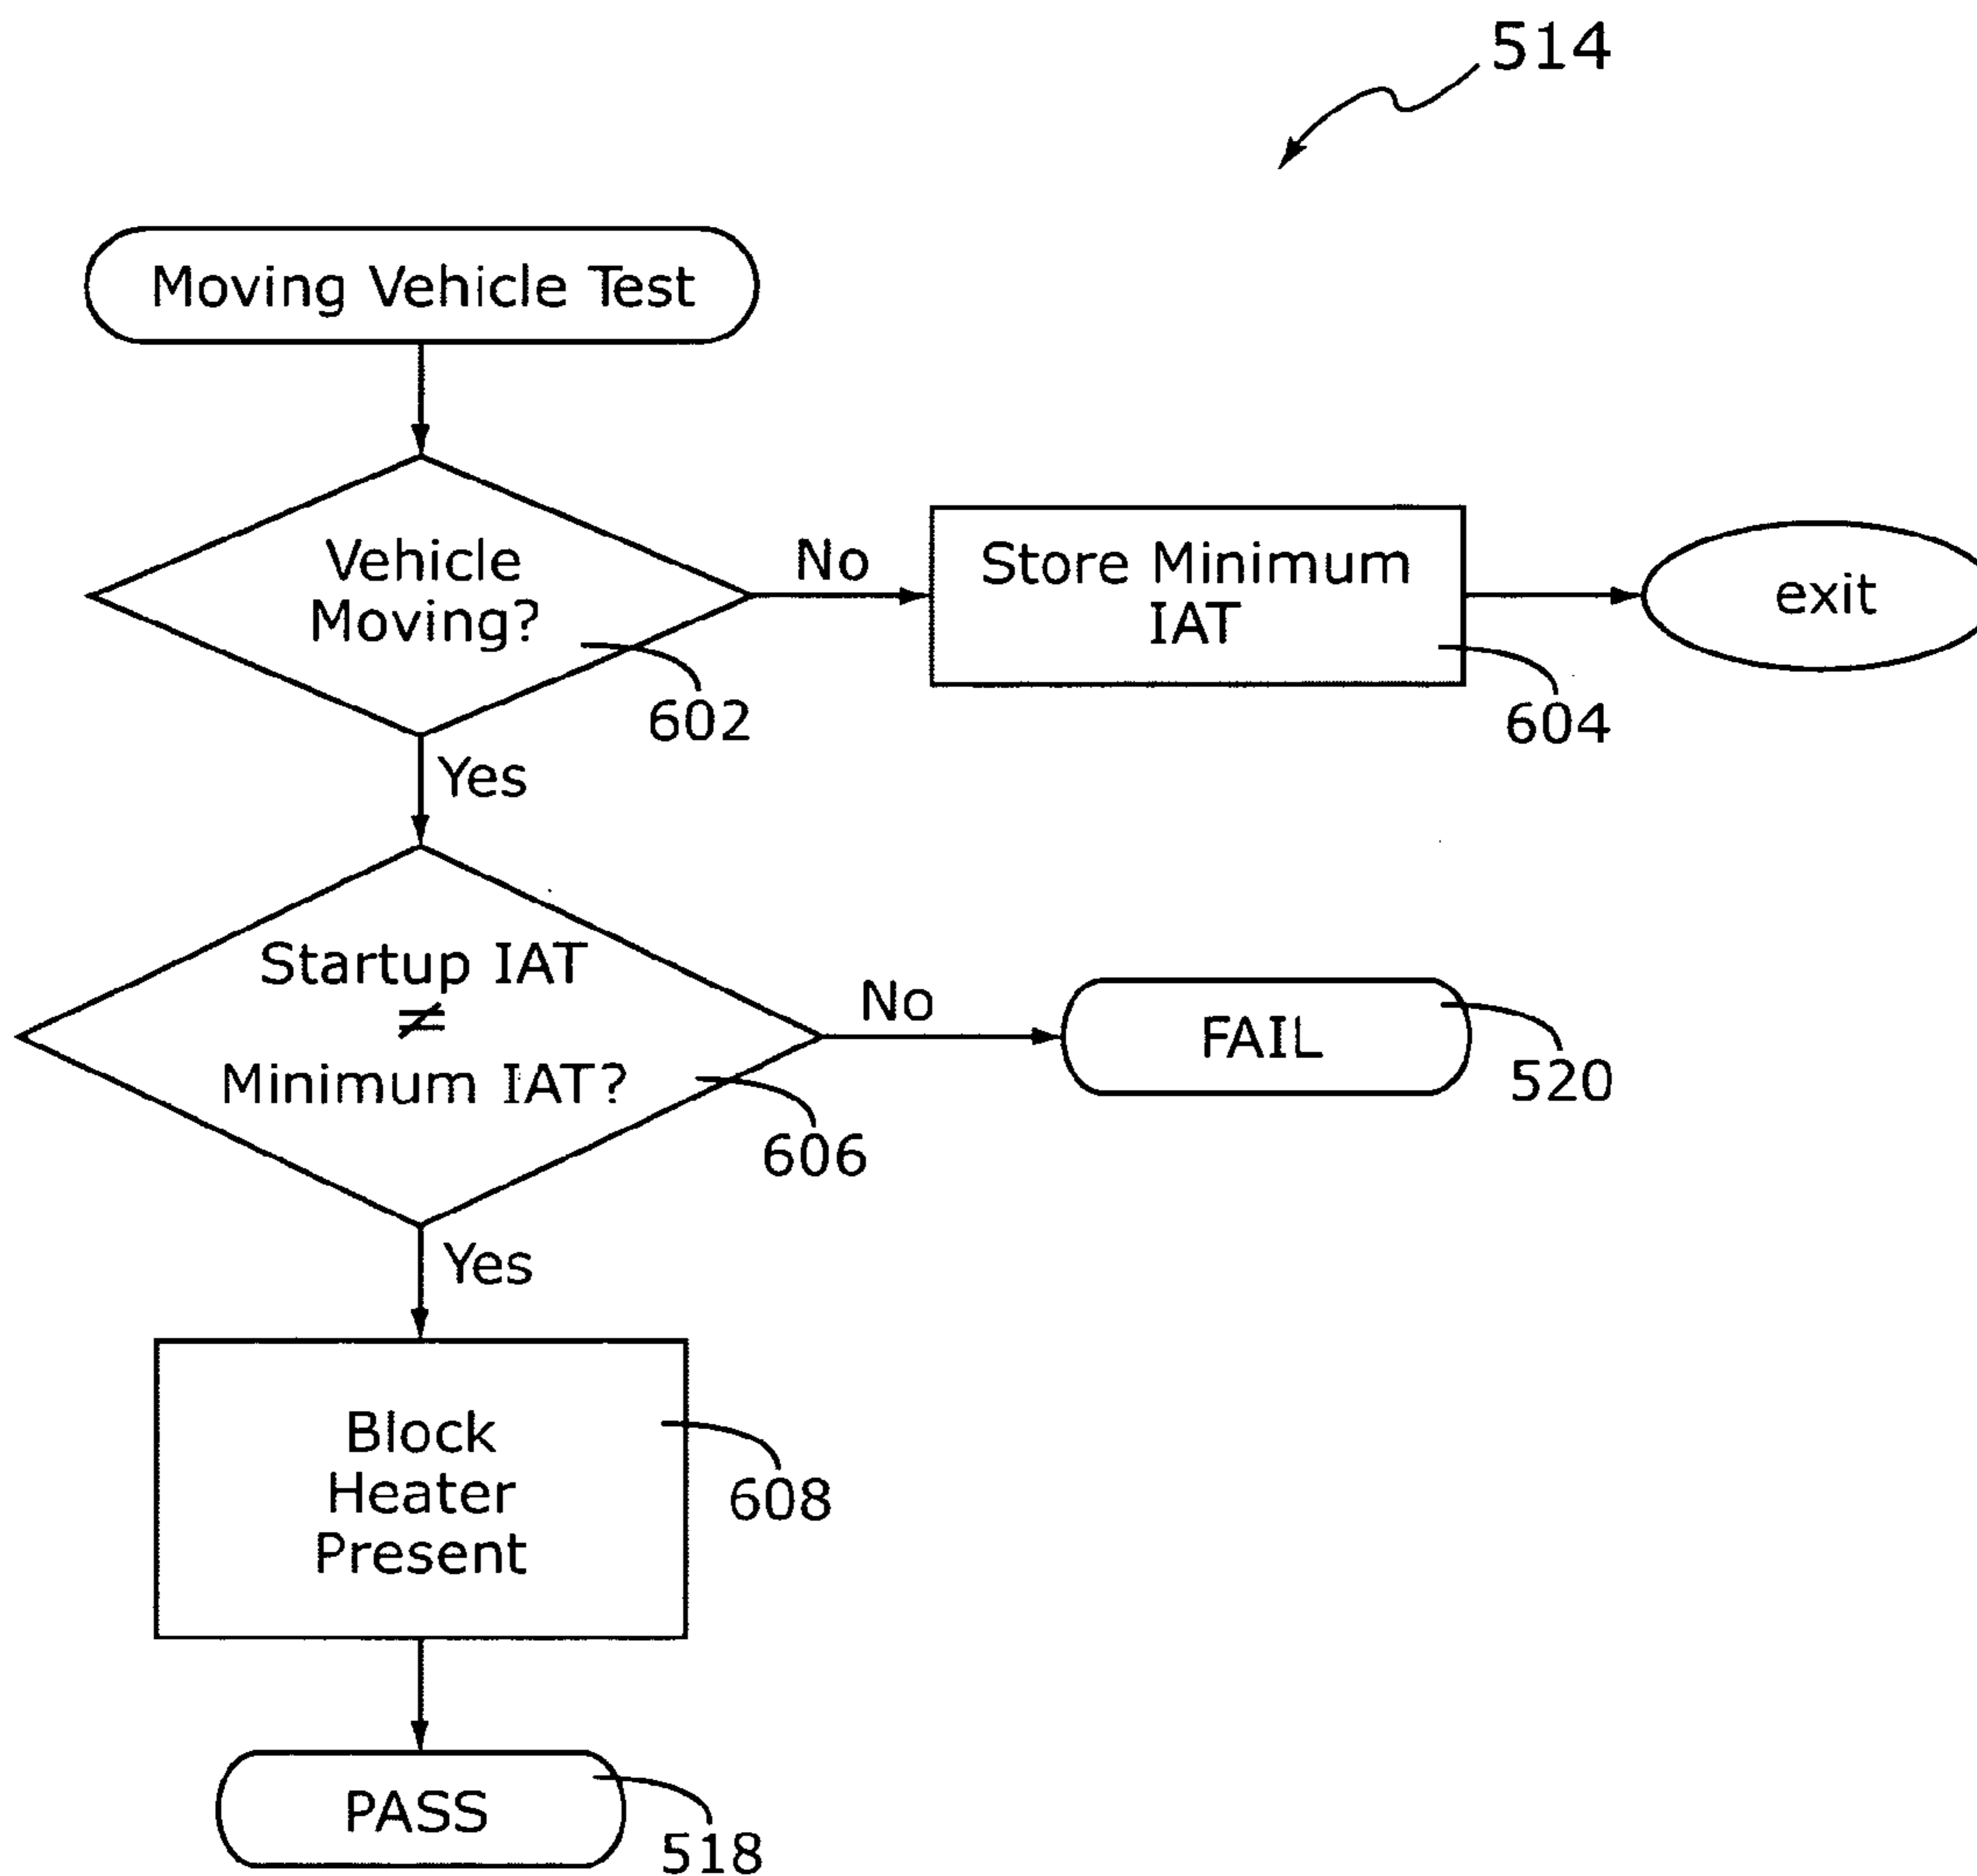 514
Moving Vehicle Test
Vehicle
Moving?
602
No
Store Minimum
IAT
604
exit
Yes
Startup IAT
≠
Minimum IAT?
606
No
FAIL
520
Yes
Block
Heater
Present
608
PASS
518